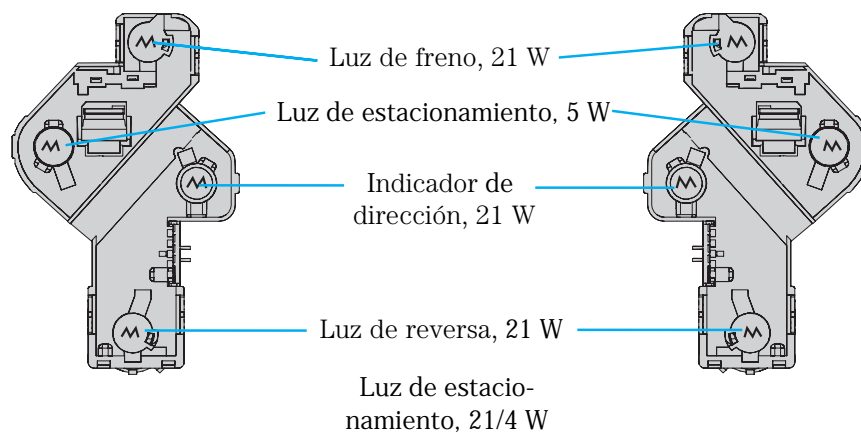 Luz de freno, 21 W
Luz de estacionamiento, 5 W
Indicador de
dirección, 21 W
Luz de reversa, 21 W
Luz de estacio-
namiento, 21/4 W